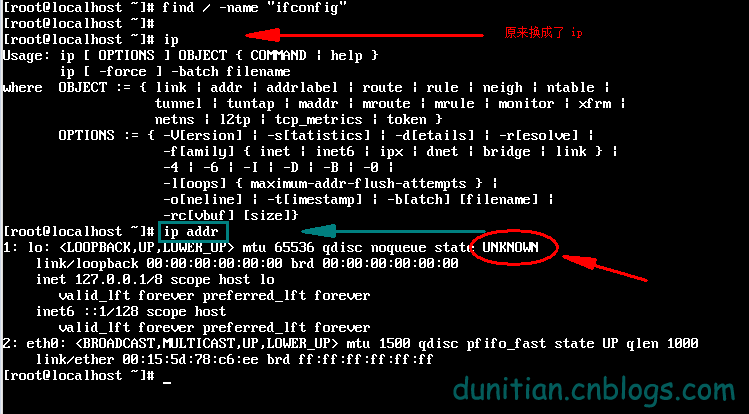 [root@localhost ~]# find / -name "ifconfig"
[root@localhost ~]#
[root@localhost ~]# ip
原来换成了 ip
Usage: ip [ OPTIONS ] OBJECT { COMMAND | help }
       ip [ -force ] -batch filename
where  OBJECT := { link | addr | addrlabel | route | rule | neigh | ntable |
                   tunnel | tuntap | maddr | mroute | mrule | monitor | xfrm |
                   netns | l2tp | tcp_metrics | token }
       OPTIONS := { -V[ersion] | -s[tatistics] | -d[etails] | -r[esolve] |
                    -f[amily] { inet | inet6 | ipx | dnet | bridge | link } |
                    -4 | -6 | -I | -D | -B | -0 |
                    -l[oops] { maximum-addr-flush-attempts } |
                    -o[neline] | -t[imestamp] | -b[atch] [filename] |
                    -rc[vbuf] [size]}
[root@localhost ~]# ip addr
1: lo: <LOOPBACK,UP,LOWER_UP> mtu 65536 qdisc noqueue state UNKNOWN
    link/loopback 00:00:00:00:00:00 brd 00:00:00:00:00:00
    inet 127.0.0.1/8 scope host lo
       valid_lft forever preferred_lft forever
    inet6 ::1/128 scope host
       valid_lft forever preferred_lft forever
2: eth0: <BROADCAST,MULTICAST,UP,LOWER_UP> mtu 1500 qdisc pfifo_fast state UP qlen 1000
    link/ether 00:15:5d:78:c6:ee brd ff:ff:ff:ff:ff:ff
[root@localhost ~]# _
dunitian.cnblogs.com